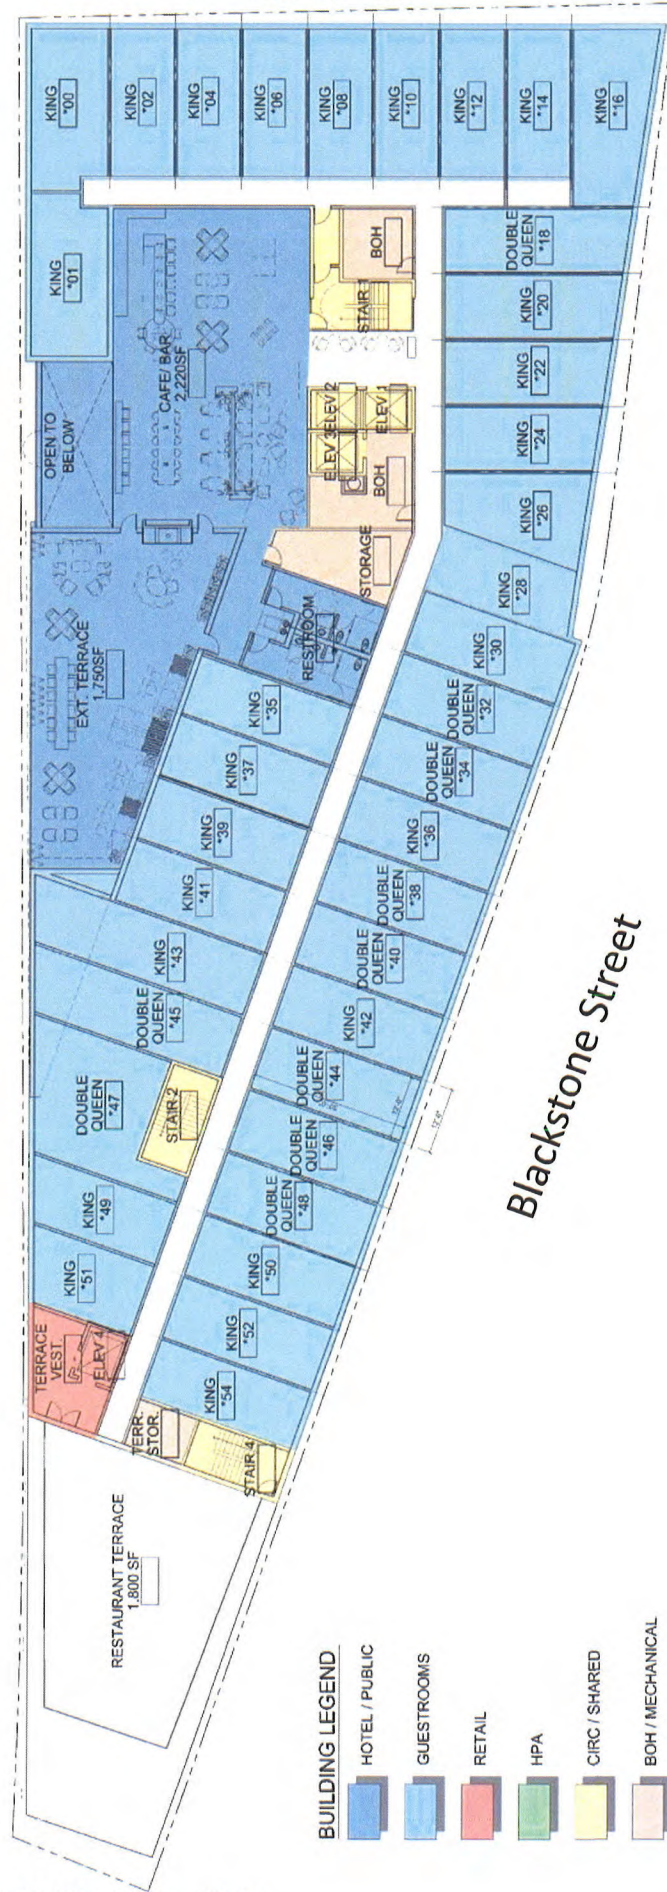 KING
*00
KING
*02
KING
*04
KING
*06
KING
*08
KING
*10
KING
*12
KING
*14
KING
*16
KING
*01
OPEN TO
BELOW
CAFE/ BAR
2,220SF
STAIR 1
BOH
ELEV 3
ELEV 2
ELEV 1
BOH
STORAGE
RESTROOM
EXT. TERRACE
1,750SF
DOUBLE
QUEEN
*18
KING
*20
KING
*22
KING
*24
KING
*26
KING
*28
KING
*30
DOUBLE
QUEEN
*32
DOUBLE
QUEEN
*34
KING
*36
DOUBLE
QUEEN
*38
DOUBLE
QUEEN
*40
KING
*42
DOUBLE
QUEEN
*44
DOUBLE
QUEEN
*46
DOUBLE
QUEEN
*48
KING
*50
KING
*52
KING
*54
KING
*35
KING
*37
KING
*39
KING
*41
KING
*43
DOUBLE
QUEEN
*45
DOUBLE
QUEEN
*47
STAIR 2
KING
*49
KING
*51
TERRACE
VEST.
ELEV 4
TERR.
STOR.
STAIR 4
RESTAURANT TERRACE
1,800 SF
Blackstone Street
BUILDING LEGEND
HOTEL / PUBLIC
GUESTROOMS
RETAIL
HPA
CIRC / SHARED
BOH / MECHANICAL